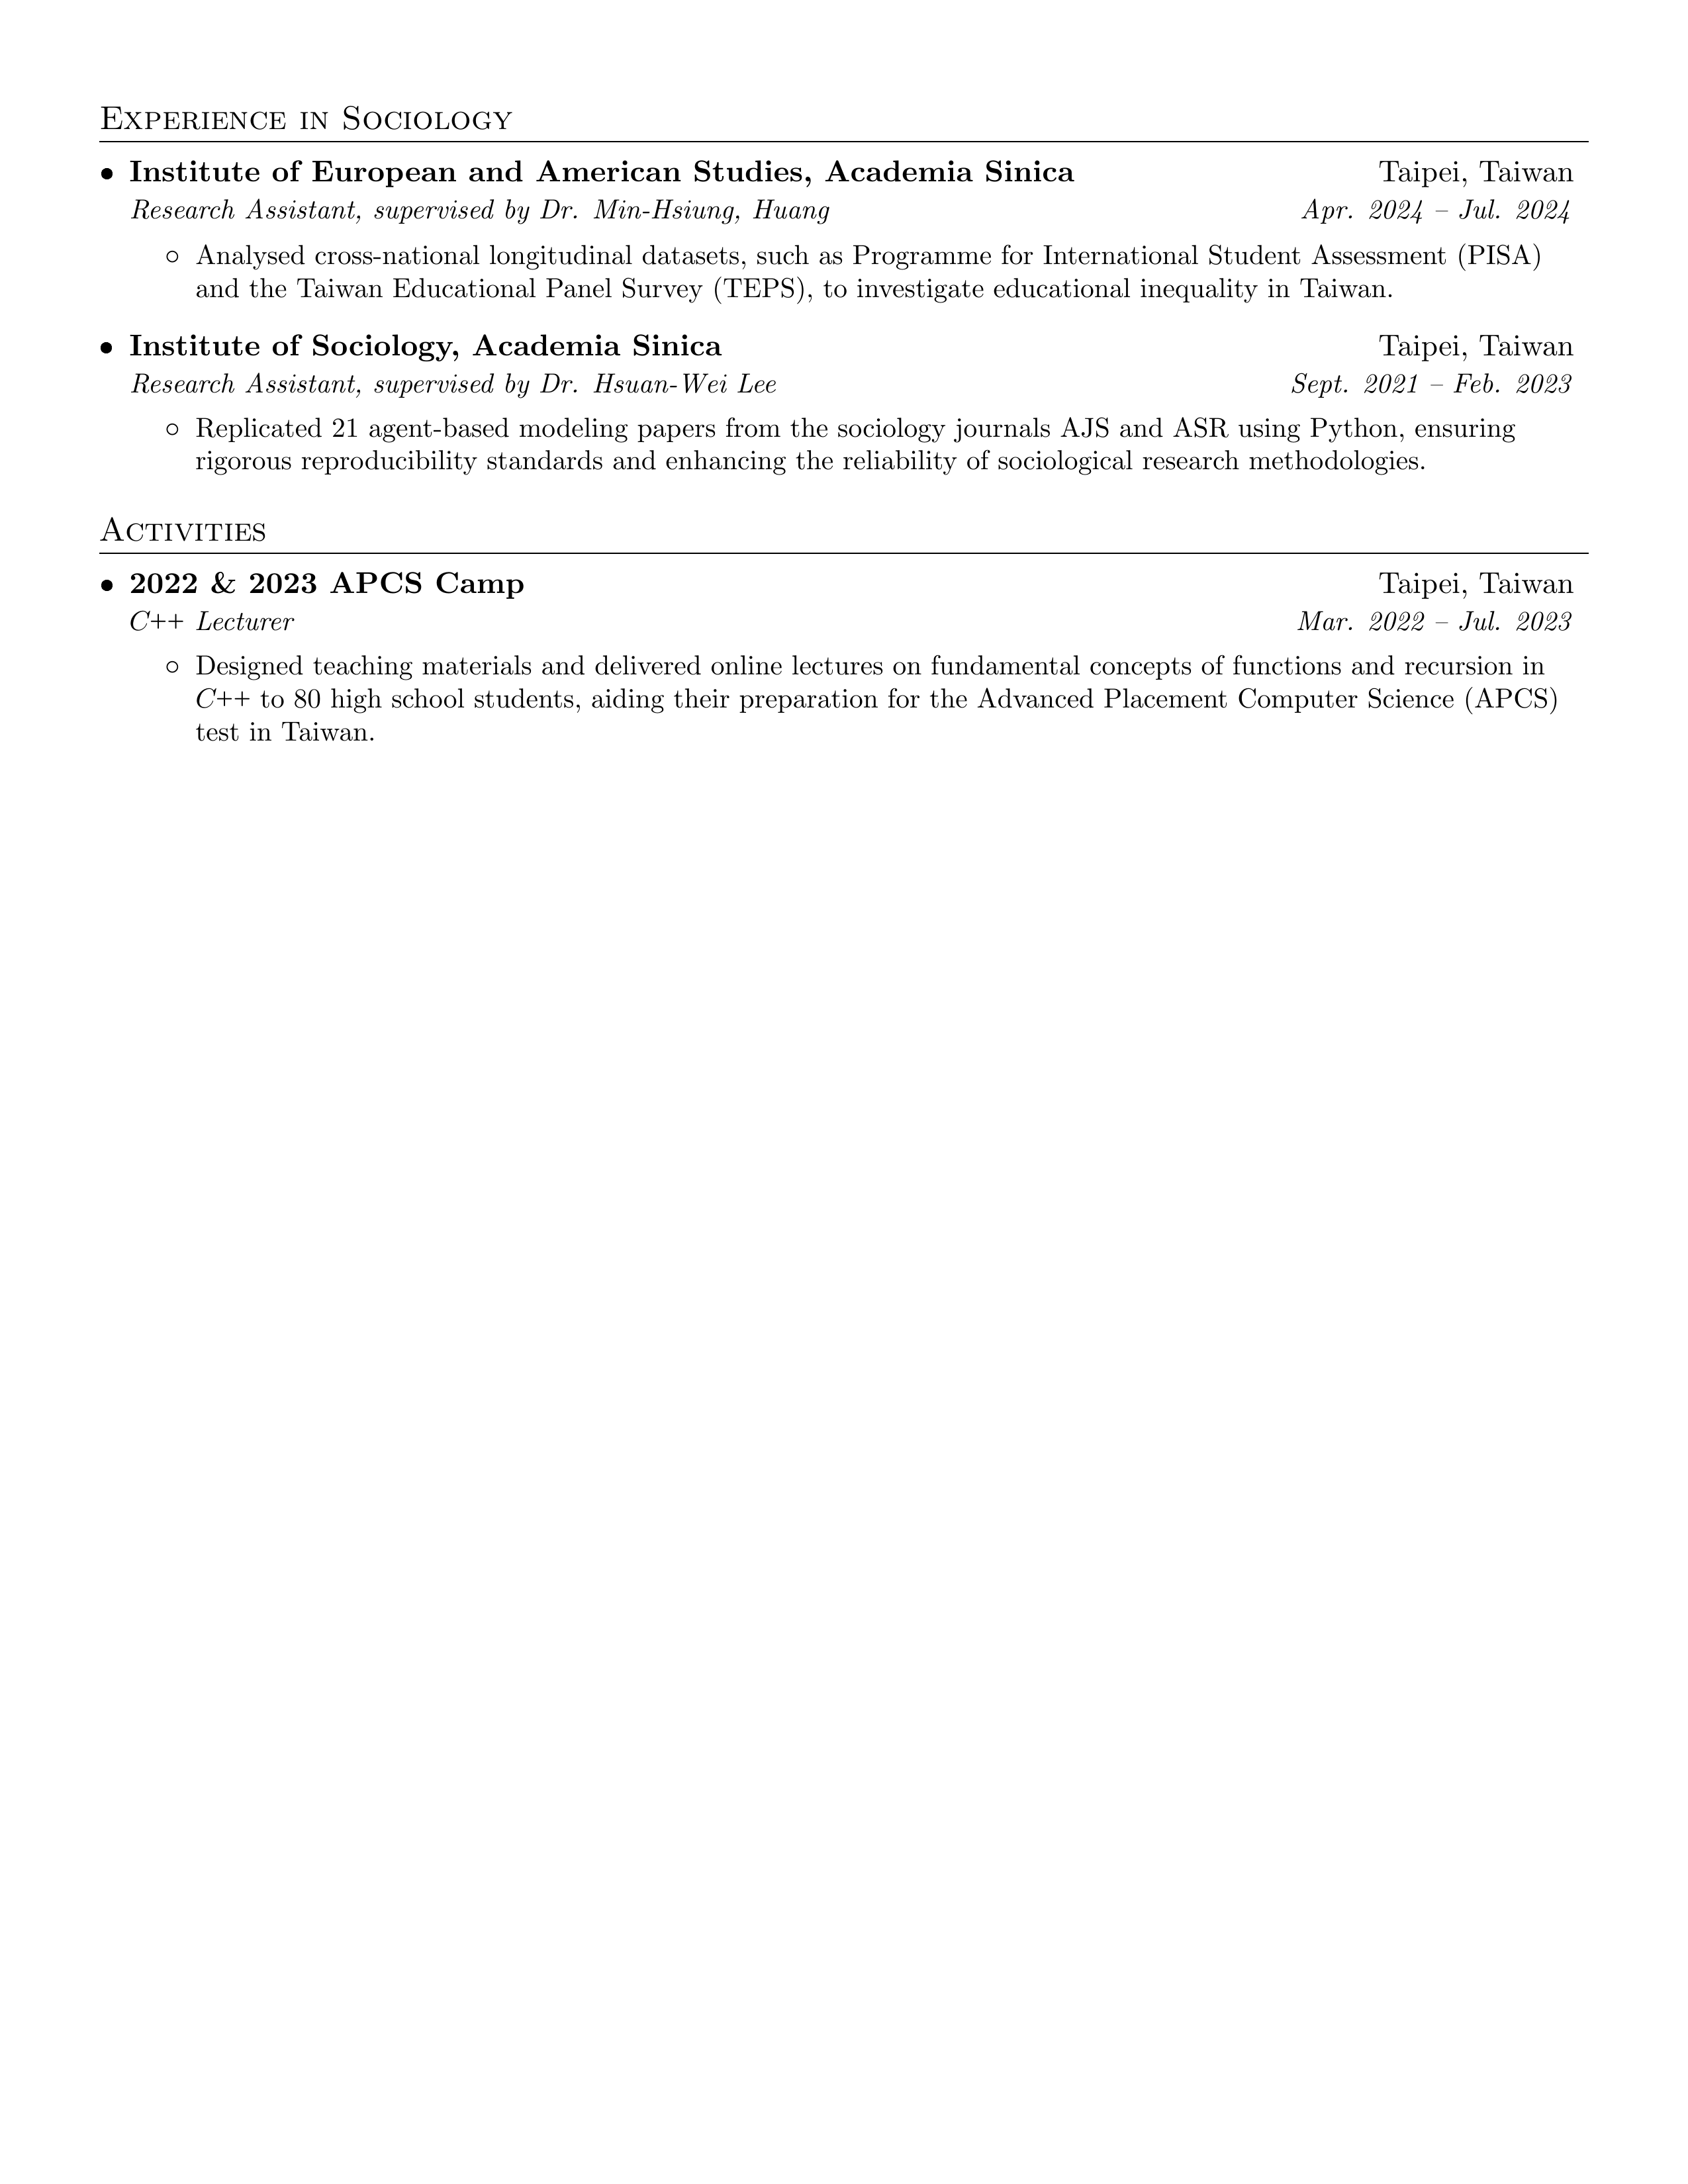 Experience in Sociology
• Institute of European and American Studies, Academia Sinica Taipei, Taiwan
Research Assistant, supervised by Dr. Min-Hsiung, Huang Apr. 2024 – Jul. 2024
◦ Analysed cross-national longitudinal datasets, such as Programme for International Student Assessment (PISA)
and the Taiwan Educational Panel Survey (TEPS), to investigate educational inequality in Taiwan.
• Institute of Sociology, Academia Sinica Taipei, Taiwan
Research Assistant, supervised by Dr. Hsuan-Wei Lee Sept. 2021 – Feb. 2023
◦ Replicated 21 agent-based modeling papers from the sociology journals AJS and ASR using Python, ensuring
rigorous reproducibility standards and enhancing the reliability of sociological research methodologies.
Activities
• 2022 & 2023 APCS Camp Taipei, Taiwan
C++ Lecturer Mar. 2022 – Jul. 2023
◦ Designed teaching materials and delivered online lectures on fundamental concepts of functions and recursion in
C++ to 80 high school students, aiding their preparation for the Advanced Placement Computer Science (APCS)
test in Taiwan.